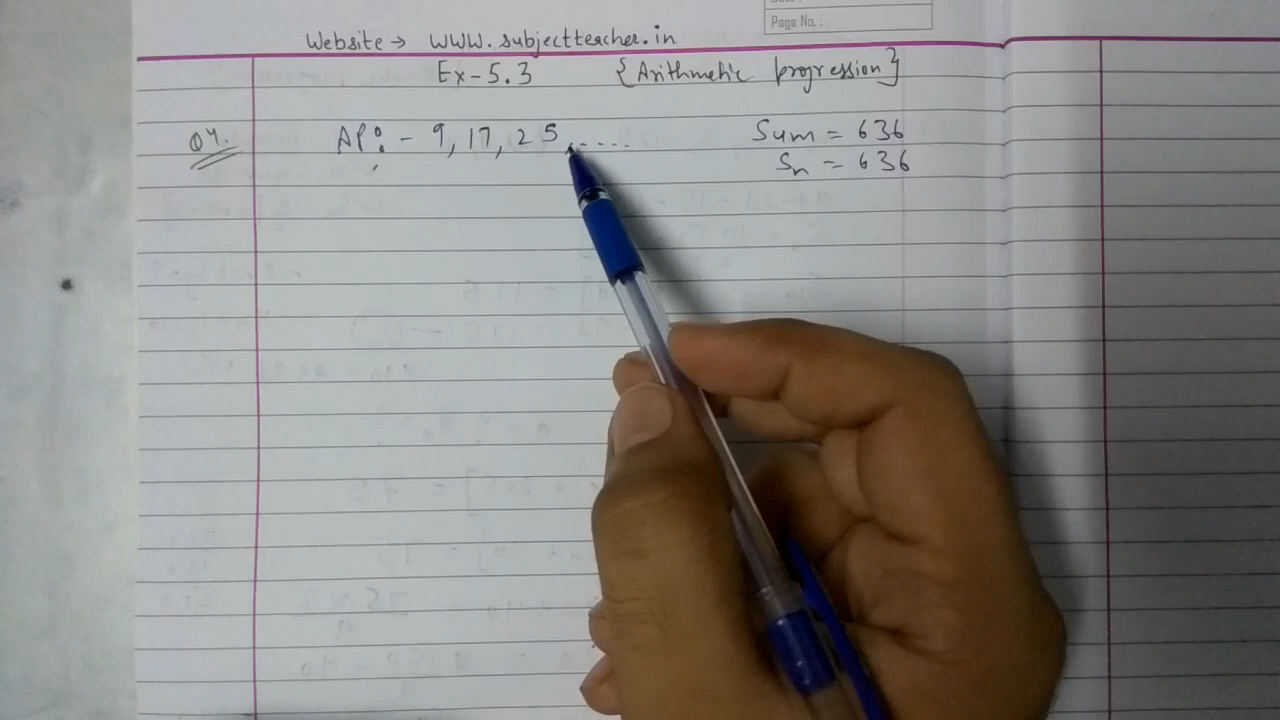 Page No. :
Website → WWW.subjectteacher.in
Ex-5.3 {Arithmetic progression}
Q4. AP:- 9, 17, 25,..... Sum = 636
Sn = 636